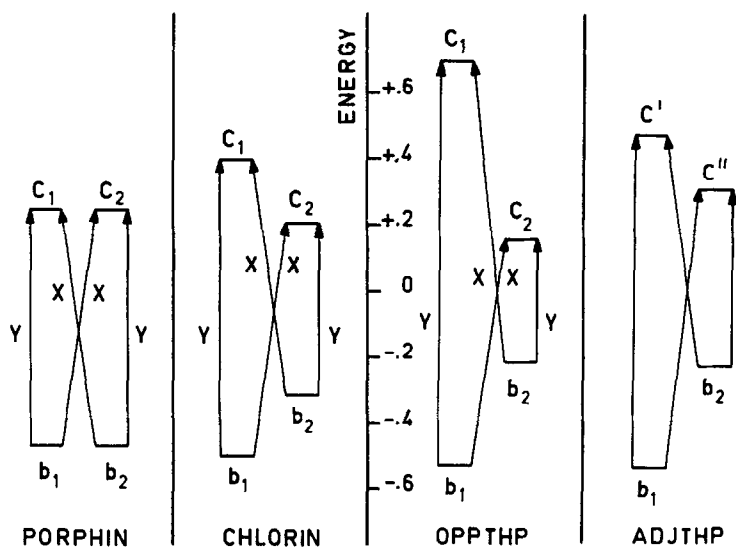 C₁ C₂
X X
Y Y
b₁ b₂
PORPHIN
C₁
C₂
X X
Y Y
b₂
b₁
CHLORIN
ENERGY
+.6
+.4
+.2
0
-.2
-.4
-.6
C₁
C₂
X X
Y Y
b₂
b₁
OPPTHP
C'
C"
b₂
b₁
ADJTHP